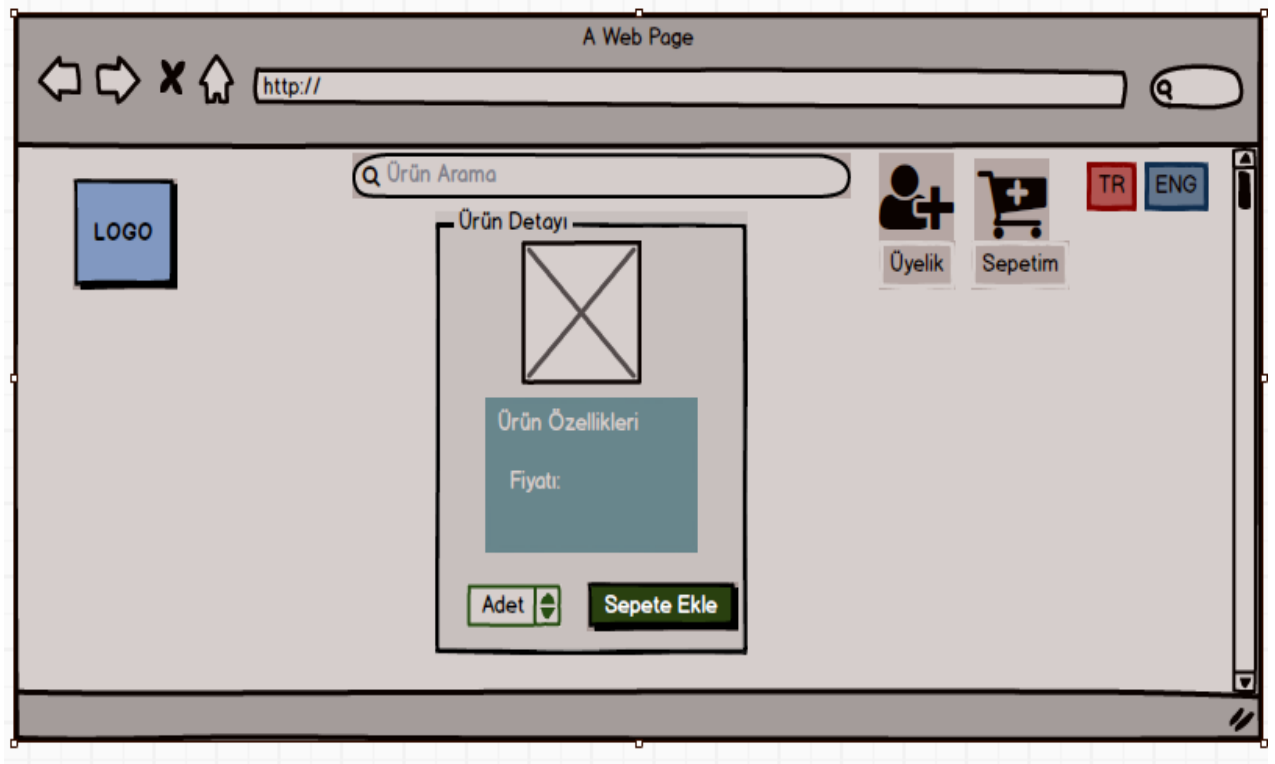 A Web Page
http://
Ürün Arama
TR
ENG
LOGO
Ürün Detayı
Üyelik
Sepetim
Ürün Özellikleri
Fiyatı:
Adet
Sepete Ekle